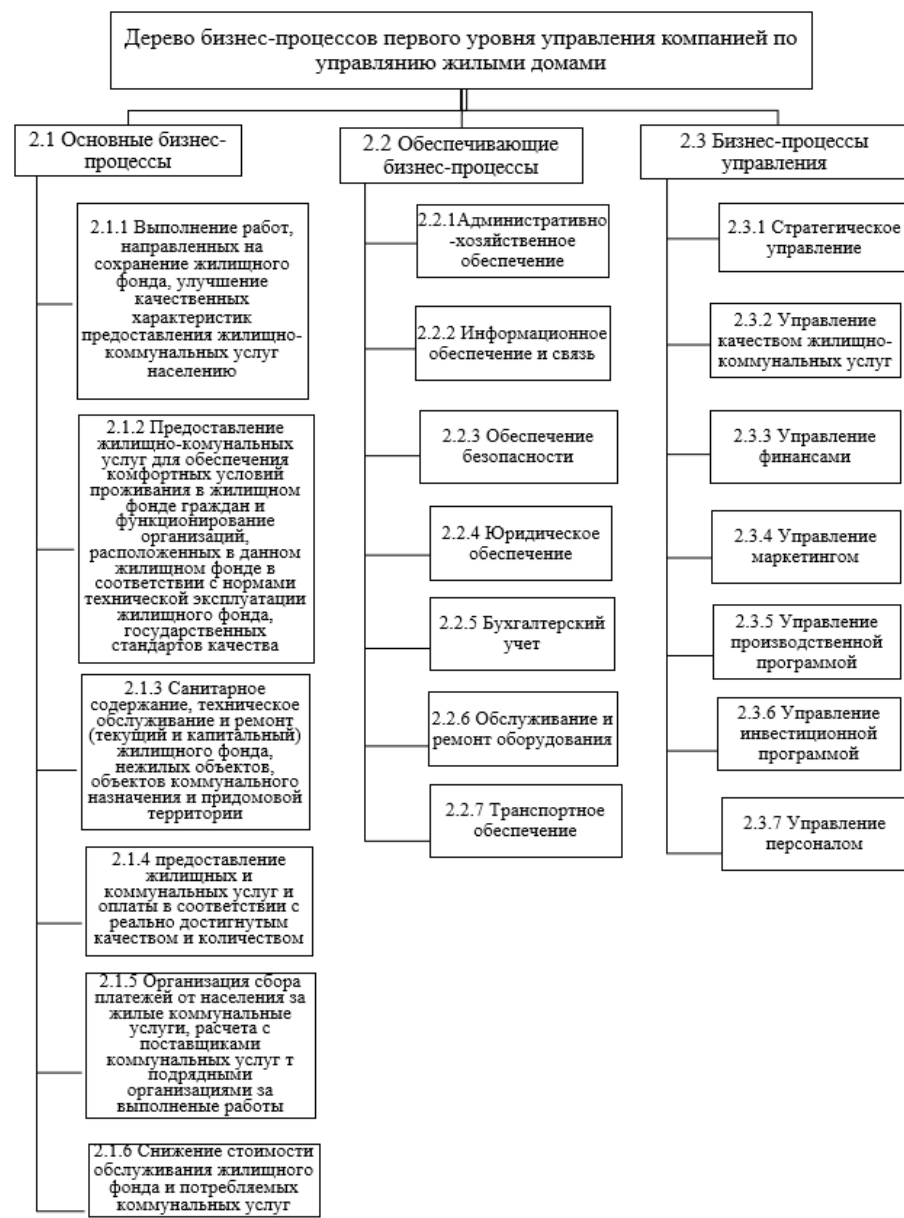 Дерево бизнес-процессов первого уровня управления компанией по
управлянию жилыми домами
2.1 Основные бизнес-
процессы
2.1.1 Выполнение работ,
направленных на
сохранение жилищного
фонда, улучшение
качественных
характеристик
предоставления жилищно-
коммунальных услуг
населению
2.1.2 Предоставление
жилищно-комунальных
услуг для обеспечения
комфортных условий
проживания в жилищном
фонде граждан и
функционирование
организаций,
расположенных в данном
жилищном фонде в
соответствии с нормами
технической эксплуатации
жилищного фонда,
государственных
стандартов качества
2.1.3 Санитарное
содержание, техническое
обслуживание и ремонт
(текущий и капитальный)
жилищного фонда,
нежилых объектов,
объектов коммунального
назначения и придомовой
территории
2.1.4 предоставление
жилищных и
коммунальных услуг и
оплаты в соответствии с
реально достигнутым
качеством и количеством
2.1.5 Организация сбора
платежей от населения за
жилые коммунальные
услуги, расчета с
поставщиками
коммунальных услуг т
подрядными
организациями за
выполненые работы
2.1.6 Снижение стоимости
обслуживания жилищного
фонда и потребляемых
коммунальных услуг
2.2 Обеспечивающие
бизнес-процессы
2.2.1Административно
-хозяйственное
обеспечение
2.2.2 Информационное
обеспечение и связь
2.2.3 Обеспечение
безопасности
2.2.4 Юридическое
обеспечение
2.2.5 Бухгалтерский
учет
2.2.6 Обслуживание и
ремонт оборудования
2.2.7 Транспортное
обеспечение
2.3 Бизнес-процессы
управления
2.3.1 Стратегическое
управление
2.3.2 Управление
качеством жилищно-
коммунальных услуг
2.3.3 Управление
финансами
2.3.4 Управление
маркетингом
2.3.5 Управление
производственной
программой
2.3.6 Управление
инвестиционной
программой
2.3.7 Управление
персоналом